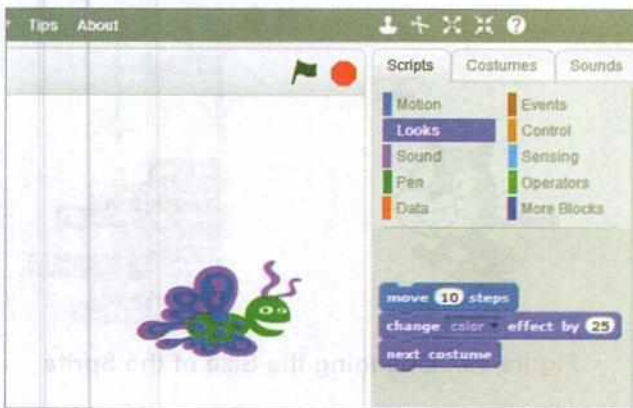 Tips About
Scripts Costumes Sounds
Motion Events
Looks Control
Sound Sensing
Pen Operators
Data More Blocks
move 10 steps
change color effect by 25
next costume